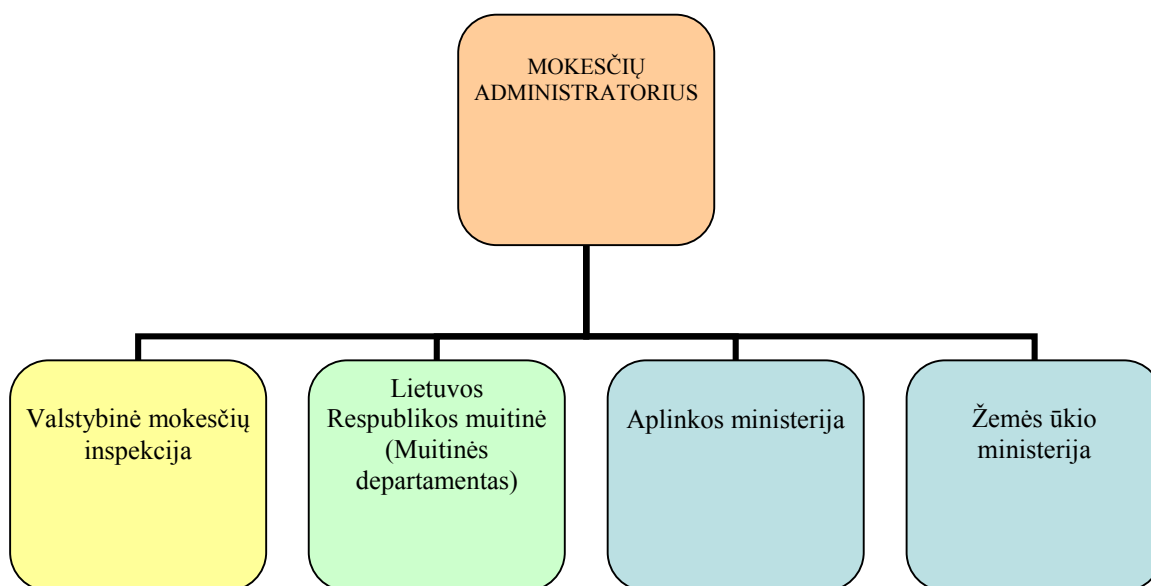 MOKESČIŲ
ADMINISTRATORIUS
Valstybinė mokesčių
inspekcija
Lietuvos
Respublikos muitinė
(Muitinės
departamentas)
Aplinkos ministerija
Žemės ūkio
ministerija